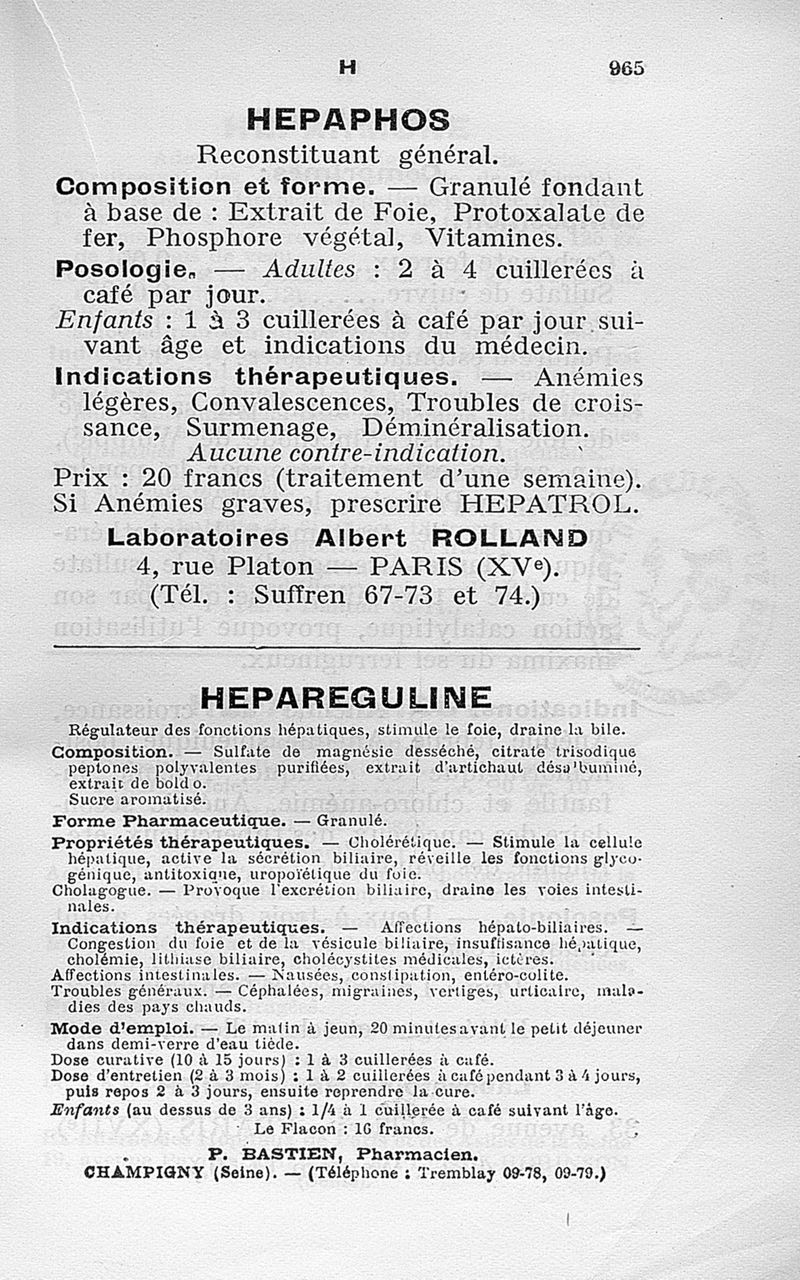 H 965
HEPAPHOS
Reconstituant général.
Composition et forme. — Granulé fondant
à base de : Extrait de Foie, Protoxalate de
fer, Phosphore végétal, Vitamines.
Posologie. — Adultes : 2 à 4 cuillerées à
café par jour.
Enfants : 1 à 3 cuillerées à café par jour sui-
vant âge et indications du médecin.
Indications thérapeutiques. — Anémies
légères, Convalescences, Troubles de crois-
sance, Surmenage, Déminéralisation.
Aucune contre-indication.
Prix : 20 francs (traitement d'une semaine).
Si Anémies graves, prescrire HEPATROL.
Laboratoires Albert ROLLAND
4, rue Platon — PARIS (XVe).
(Tél. : Suffren 67-73 et 74.)
HEPAREGULINE
Régulateur des fonctions hépatiques, stimule le foie, draine la bile.
Composition. — Sulfate de magnésie desséché, citrate trisodique
peptones polyvalentes purifiées, extrait d'artichaut désalbuminé,
extrait de boldo.
Sucre aromatisé.
Forme Pharmaceutique. — Granulé.
Propriétés thérapeutiques. — Cholérétique. — Stimule la cellule
hépatique, active la sécrétion biliaire, réveille les fonctions glyco-
génique, antitoxique, uropoïétique du foie.
Cholagogue. — Provoque l'excrétion biliaire, draine les voies intesti-
nales.
Indications thérapeutiques. — Affections hépato-biliaires. —
Congestion du foie et de la vésicule biliaire, insuffisance hépatique,
cholémie, lithiase biliaire, cholécystites médicales, ictères.
Affections intestinales. — Nausées, constipation, entéro-colite.
Troubles généraux. — Céphalées, migraines, vertiges, urticaire, mala-
dies des pays chauds.
Mode d'emploi. — Le matin à jeun, 20 minutes avant le petit déjeuner
dans demi-verre d'eau tiède.
Dose curative (10 à 15 jours) : 1 à 3 cuillerées à café.
Dose d'entretien (2 à 3 mois) : 1 à 2 cuillerées à café pendant 3 à 4 jours,
puis repos 2 à 3 jours, ensuite reprendre la cure.
Enfants (au dessus de 3 ans) : 1/4 à 1 cuillerée à café suivant l'âge.
Le Flacon : 16 francs.
P. BASTIEN, Pharmacien.
CHAMPIGNY (Seine). — (Téléphone : Tremblay 09-78, 09-79.)